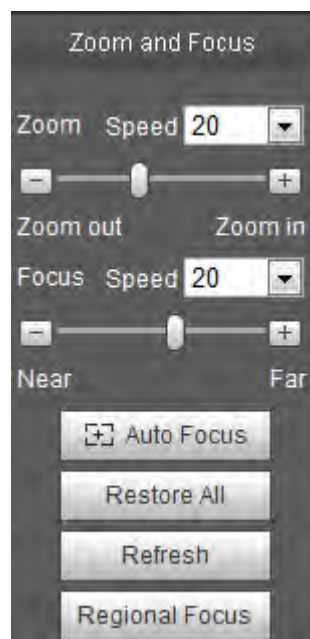 Zoom and Focus
Zoom Speed 20
Zoom out Zoom in
Focus Speed 20
Near Far
Auto Focus
Restore All
Refresh
Regional Focus